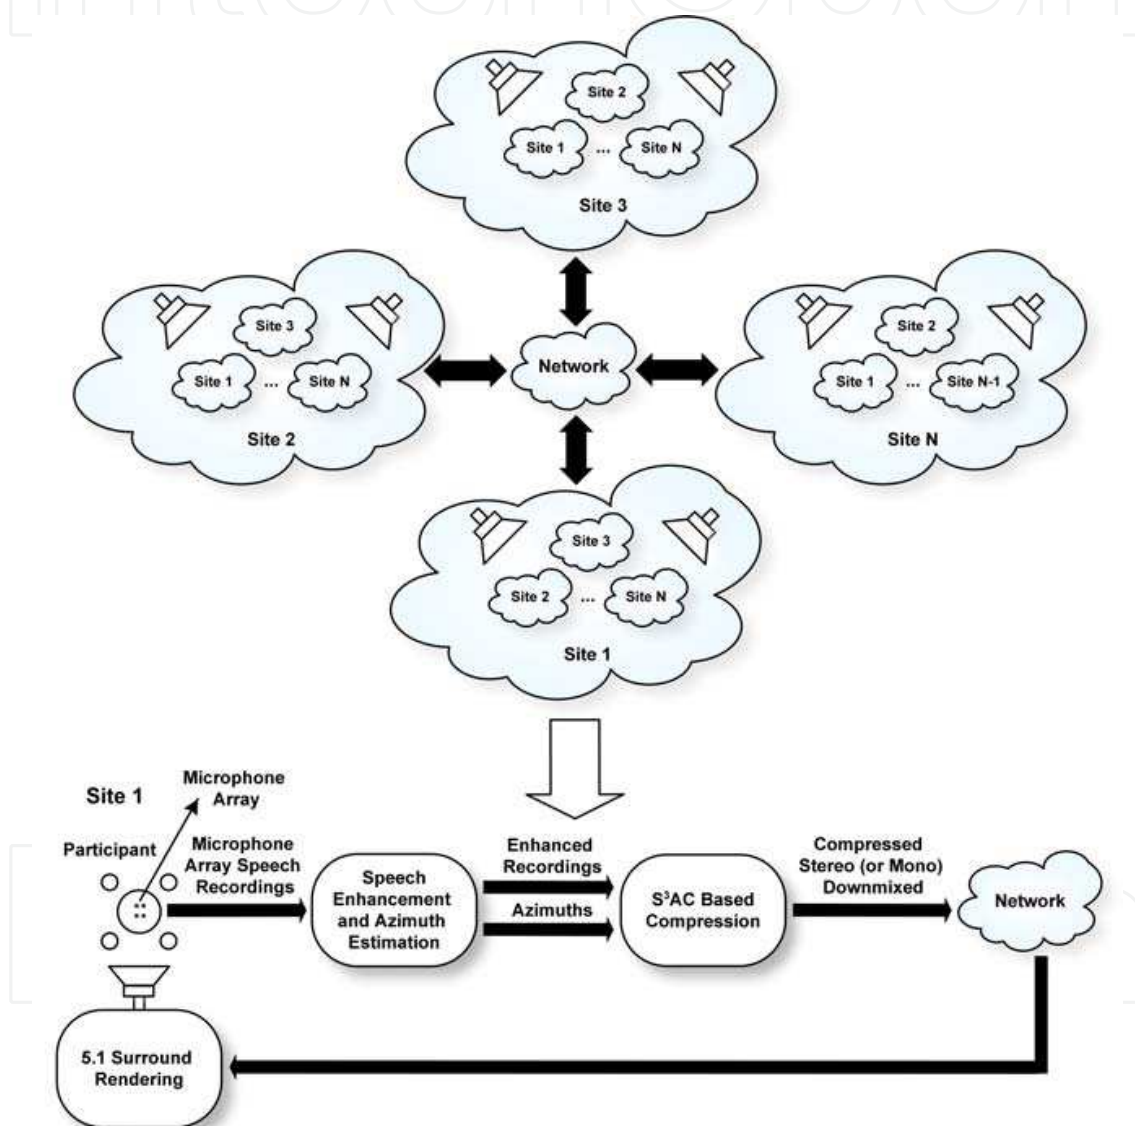 Site 2
Site 1 ... Site N
Site 3
Site 3
Site 1 ... Site N
Site 2
Network
Site 2
Site 1 ... Site N-1
Site N
Site 3
Site 2 ... Site N
Site 1
Site 1
Microphone
Array
Participant
Microphone
Array Speech
Recordings
Speech
Enhancement
and Azimuth
Estimation
Enhanced
Recordings
Azimuths
S³AC Based
Compression
Compressed
Stereo (or Mono)
Downmixed
Network
5.1 Surround
Rendering